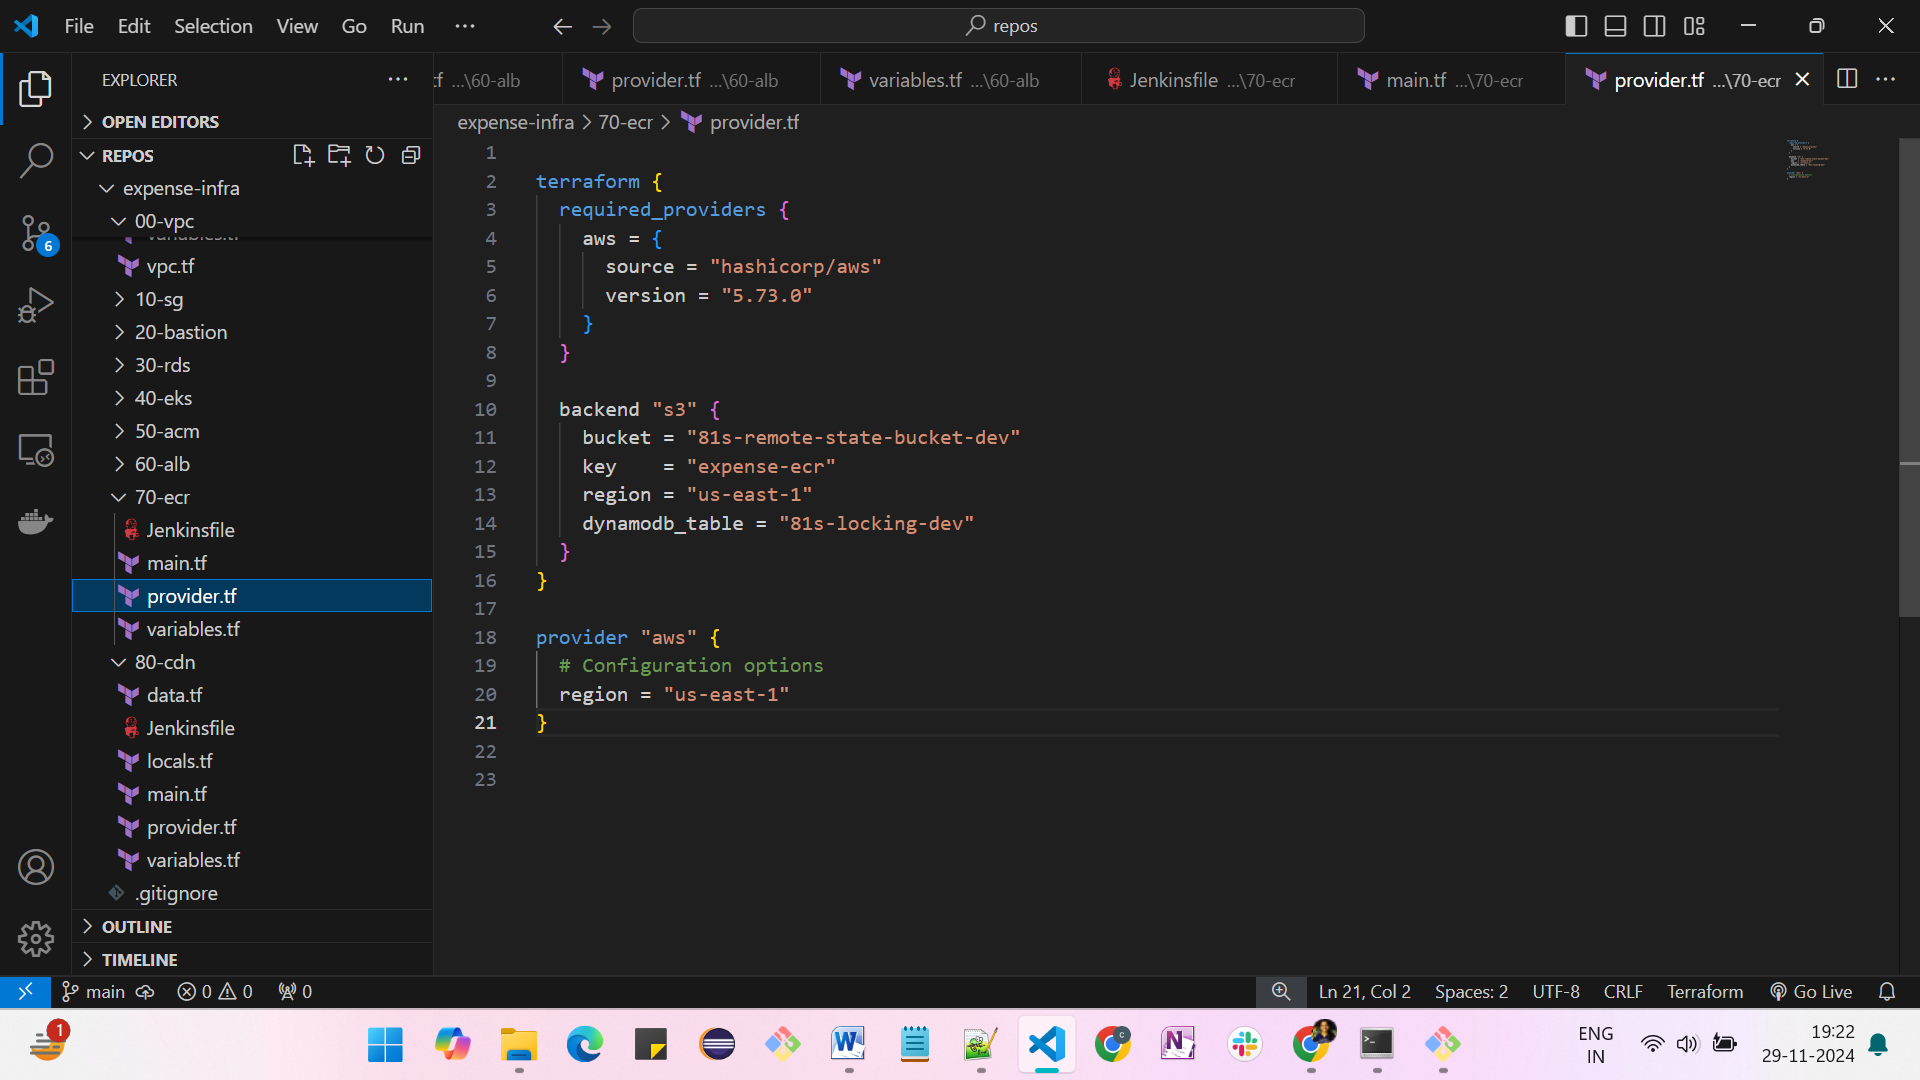 File Edit Selection View Go Run
repos
EXPLORER
OPEN EDITORS
REPOS
expense-infra
00-vpc
variables.tf
vpc.tf
10-sg
20-bastion
30-rds
40-eks
50-acm
60-alb
70-ecr
Jenkinsfile
main.tf
provider.tf
variables.tf
80-cdn
data.tf
Jenkinsfile
locals.tf
main.tf
provider.tf
variables.tf
.gitignore
OUTLINE
TIMELINE
6
tf ...\60-alb provider.tf ...\60-alb variables.tf ...\60-alb Jenkinsfile ...\70-ecr main.tf ...\70-ecr provider.tf ...\70-ecr
expense-infra > 70-ecr > provider.tf
1
2 terraform {
3 required_providers {
4 aws = {
5 source = "hashicorp/aws"
6 version = "5.73.0"
7 }
8 }
9
10 backend "s3" {
11 bucket = "81s-remote-state-bucket-dev"
12 key    = "expense-ecr"
13 region = "us-east-1"
14 dynamodb_table = "81s-locking-dev"
15 }
16 }
17
18 provider "aws" {
19 # Configuration options
20 region = "us-east-1"
21 }
22
23
main 0 0 0
Ln 21, Col 2 Spaces: 2 UTF-8 CRLF Terraform Go Live
1
ENG
IN
19:22
29-11-2024